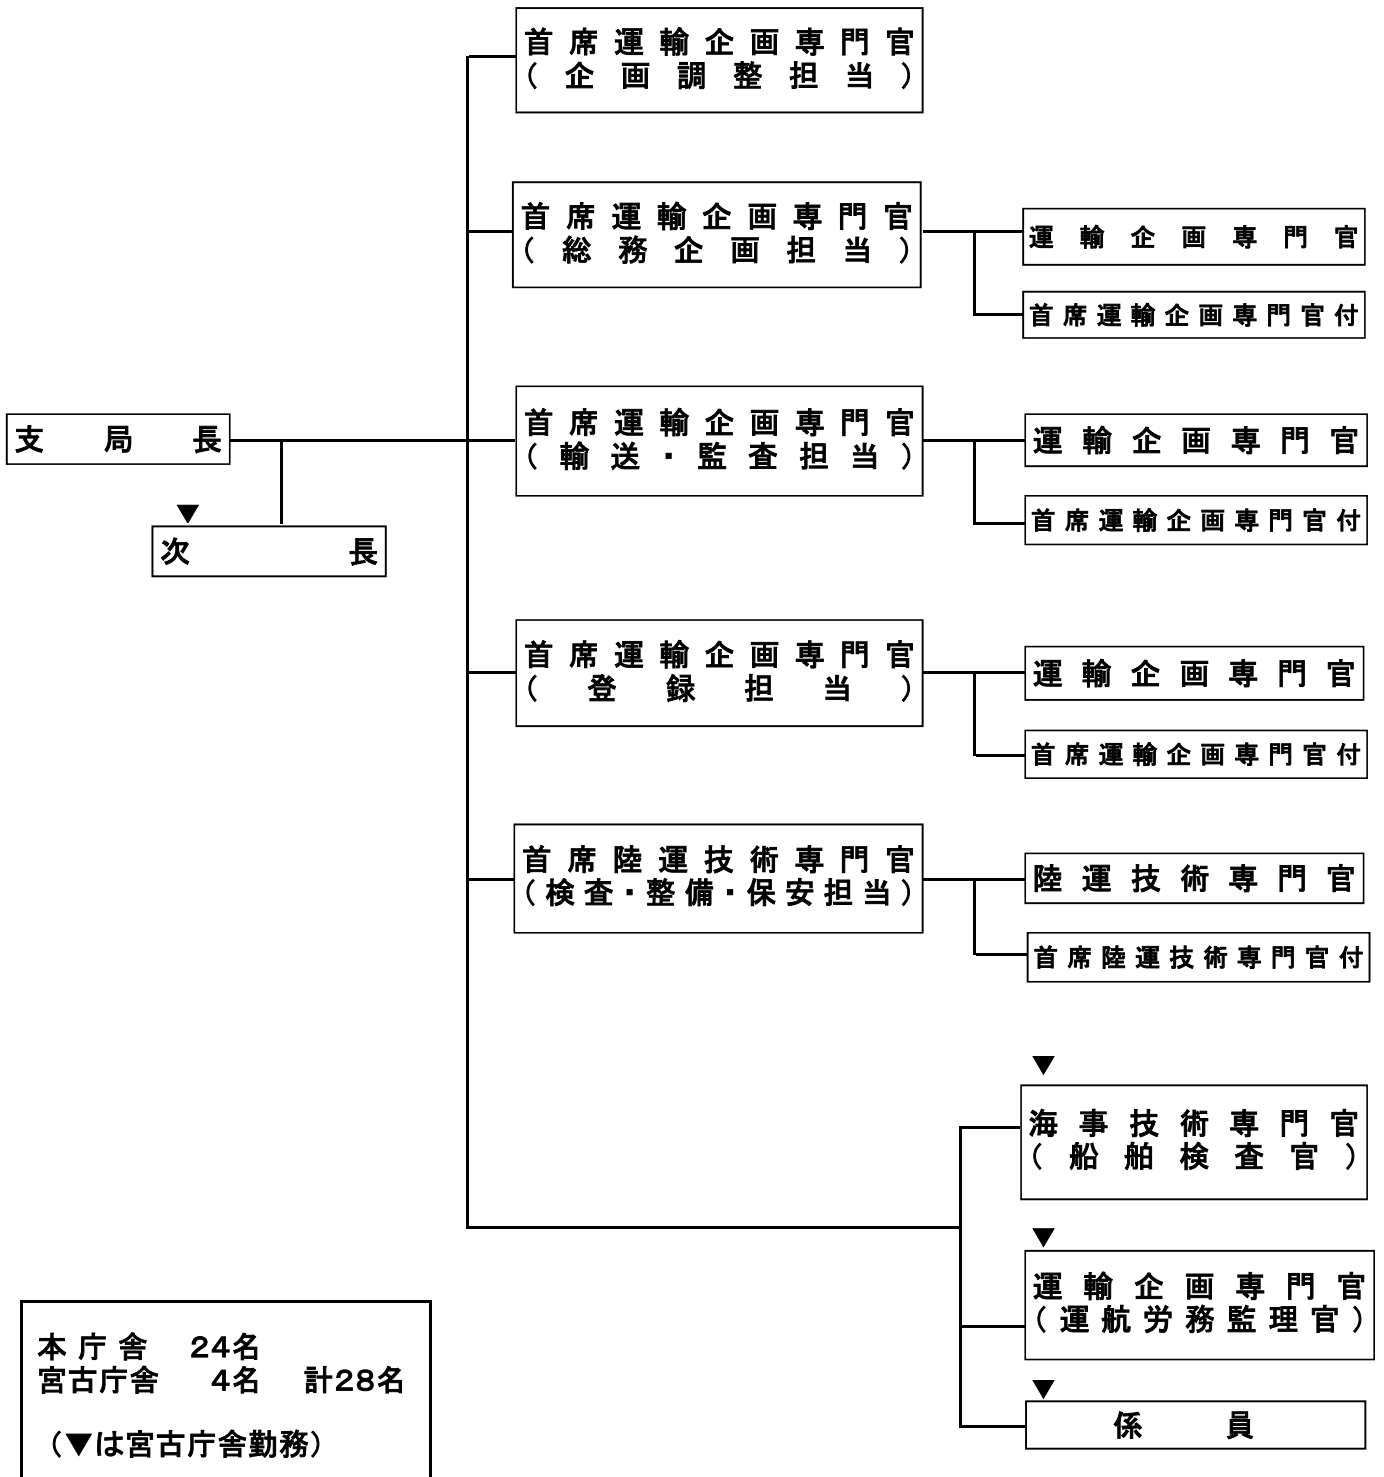 首席運輸企画専門官
(企画調整担当)
首席運輸企画専門官
(総務企画担当)
運輸企画専門官
首席運輸企画専門官付
支局長
首席運輸企画専門官
(輸送・監査担当)
運輸企画専門官
首席運輸企画専門官付
▼
次長
首席運輸企画専門官
(登録担当)
運輸企画専門官
首席運輸企画専門官付
首席陸運技術専門官
(検査・整備・保安担当)
陸運技術専門官
首席陸運技術専門官付
▼
海事技術専門官
(船舶検査官)
▼
運輸企画専門官
(運航労務監理官)
▼
係員
本庁舎 24名
宮古庁舎 4名 計28名
(▼は宮古庁舎勤務)